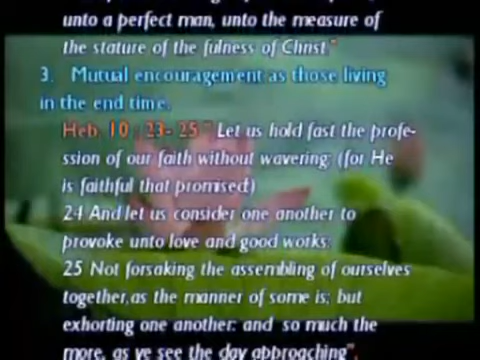 unto a perfect man, unto the measure of
the stature of the fulness of Christ"
3. Mutual encouragement as those living
in the end time.
Heb. 10 : 23- 25 " Let us hold fast the profe-
ssion of our faith without wavering; (for He
is faithful that promised;)
24 And let us consider one another to
provoke unto love and good works:
25 Not forsaking the assembling of ourselves
together,as the manner of some is; but
exhorting one another: and so much the
more, as ye see the day approaching".